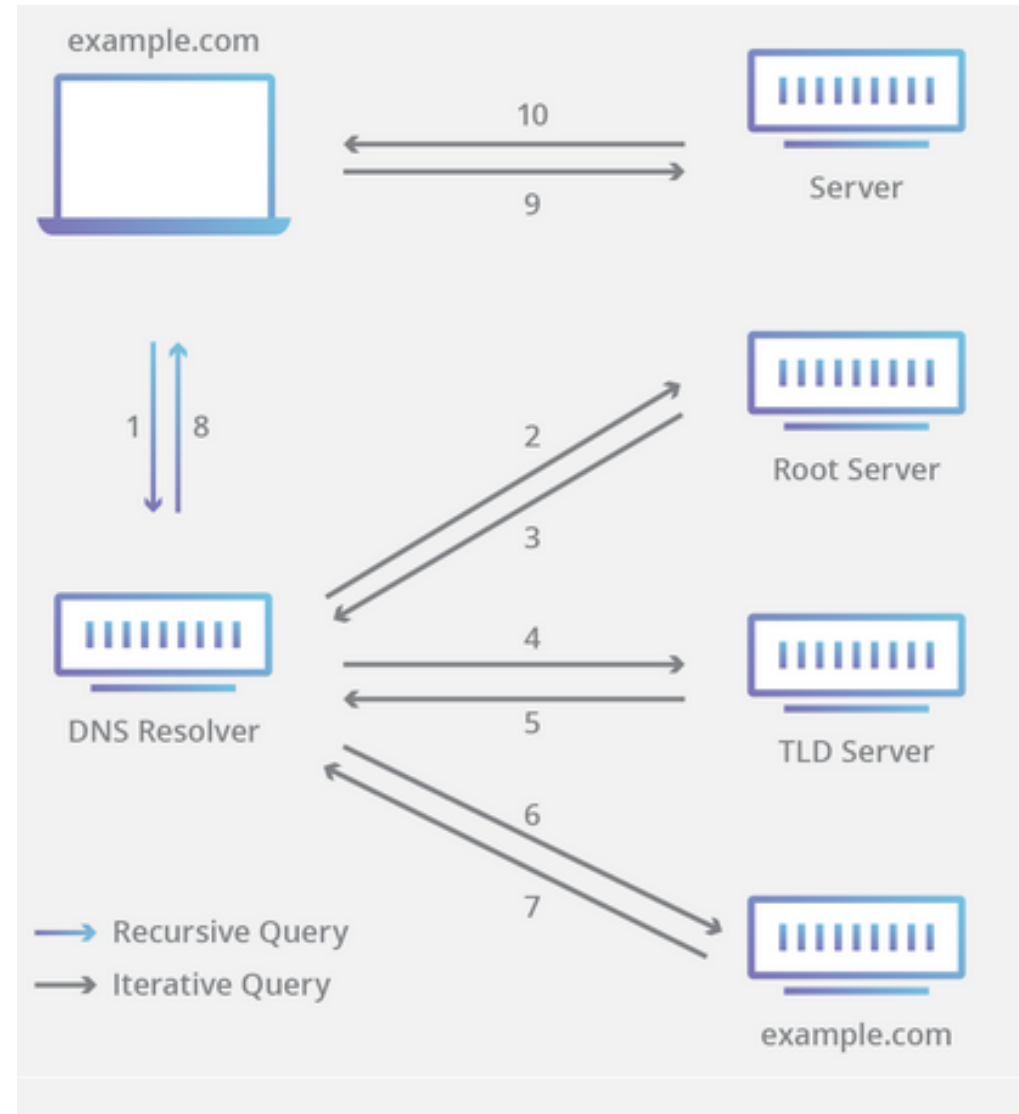 example.com
10
9
Server
1
8
2
3
Root Server
4
5
DNS Resolver
TLD Server
6
7
Recursive Query
Iterative Query
example.com